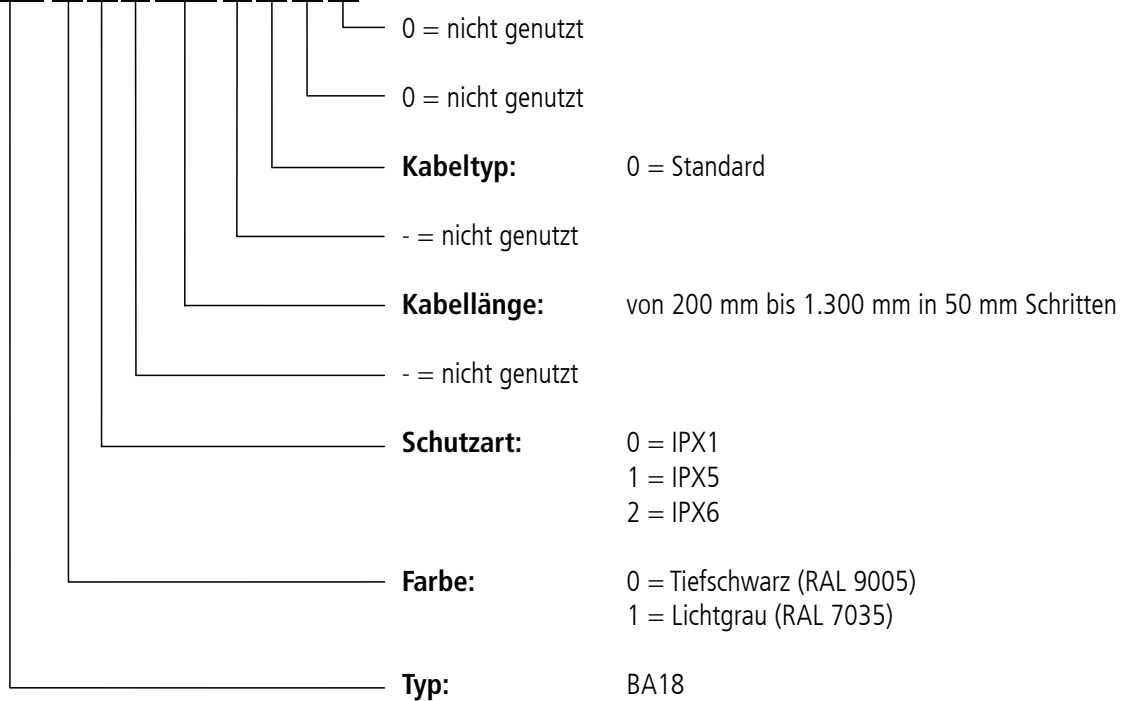 0 = nicht genutzt
0 = nicht genutzt
Kabeltyp: 0 = Standard
- = nicht genutzt
Kabellänge: von 200 mm bis 1.300 mm in 50 mm Schritten
- = nicht genutzt
Schutzart: 0 = IPX1
1 = IPX5
2 = IPX6
Farbe: 0 = Tiefschwarz (RAL 9005)
1 = Lichtgrau (RAL 7035)
Typ: BA18